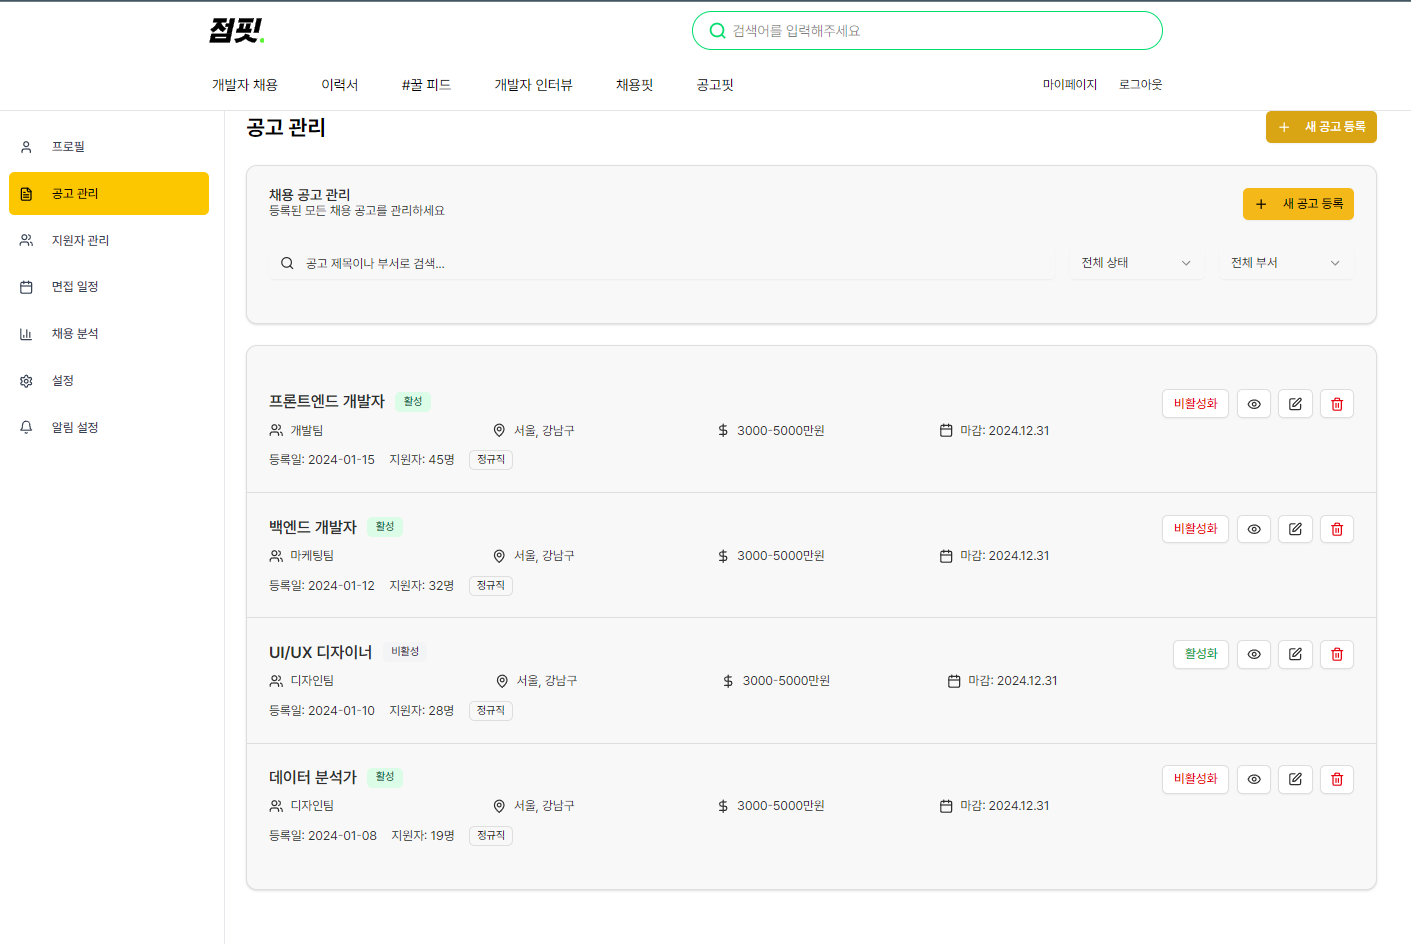 점핏.
검색어를 입력해주세요
개발자 채용 이력서 #꿀 피드 개발자 인터뷰 채용핏 공고핏 마이페이지 로그아웃
프로필
공고 관리
지원자 관리
면접 일정
채용 분석
설정
알림 설정
공고 관리
+ 새 공고 등록
채용 공고 관리
등록된 모든 채용 공고를 관리하세요
+ 새 공고 등록
공고 제목이나 부서로 검색... 전체 상태 전체 부서
프론트엔드 개발자 활성 비활성화
개발팀 서울, 강남구 $ 3000-5000만원 마감: 2024.12.31
등록일: 2024-01-15 지원자: 45명 정규직
백엔드 개발자 활성 비활성화
마케팅팀 서울, 강남구 $ 3000-5000만원 마감: 2024.12.31
등록일: 2024-01-12 지원자: 32명 정규직
UI/UX 디자이너 비활성 활성화
디자인팀 서울, 강남구 $ 3000-5000만원 마감: 2024.12.31
등록일: 2024-01-10 지원자: 28명 정규직
데이터 분석가 활성 비활성화
디자인팀 서울, 강남구 $ 3000-5000만원 마감: 2024.12.31
등록일: 2024-01-08 지원자: 19명 정규직